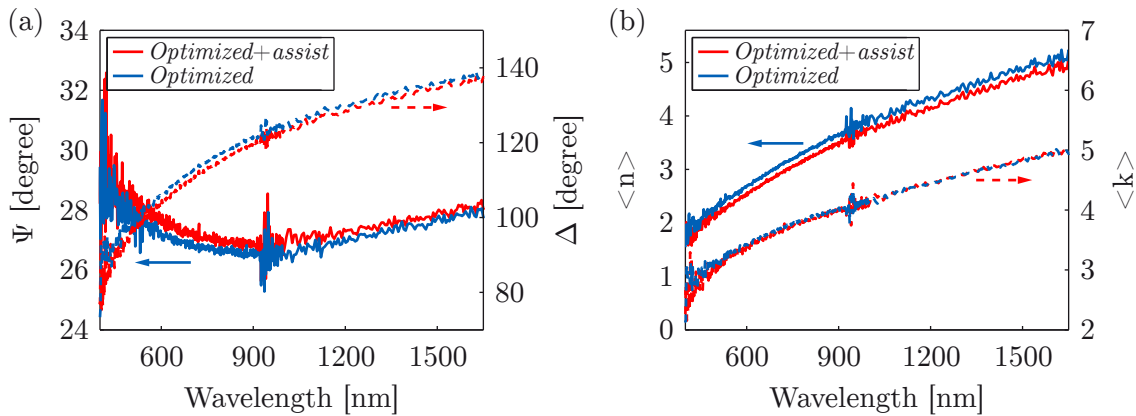 (a)
34
32
30
28
26
24
Ψ [degree]
Optimized+assist
Optimized
140
120
100
80
Δ [degree]
600
900
1200
1500
Wavelength [nm]
(b)
5
4
3
2
1
0
<n>
Optimized+assist
Optimized
7
6
5
4
3
2
<k>
600
900
1200
1500
Wavelength [nm]